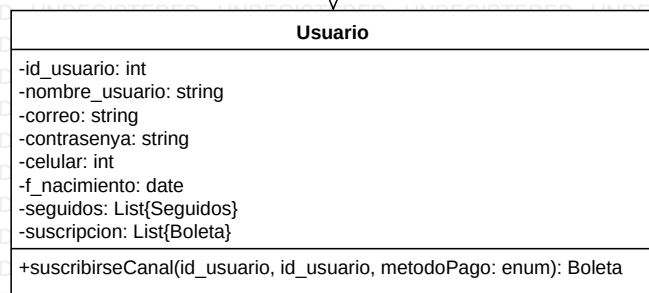 Usuario
-id_usuario: int
-nombre_usuario: string
-correo: string
-contrasenya: string
-celular: int
-f_nacimiento: date
-seguidos: List{Seguidos}
-suscripcion: List{Boleta}
+suscribirseCanal(id_usuario, id_usuario, metodoPago: enum): Boleta